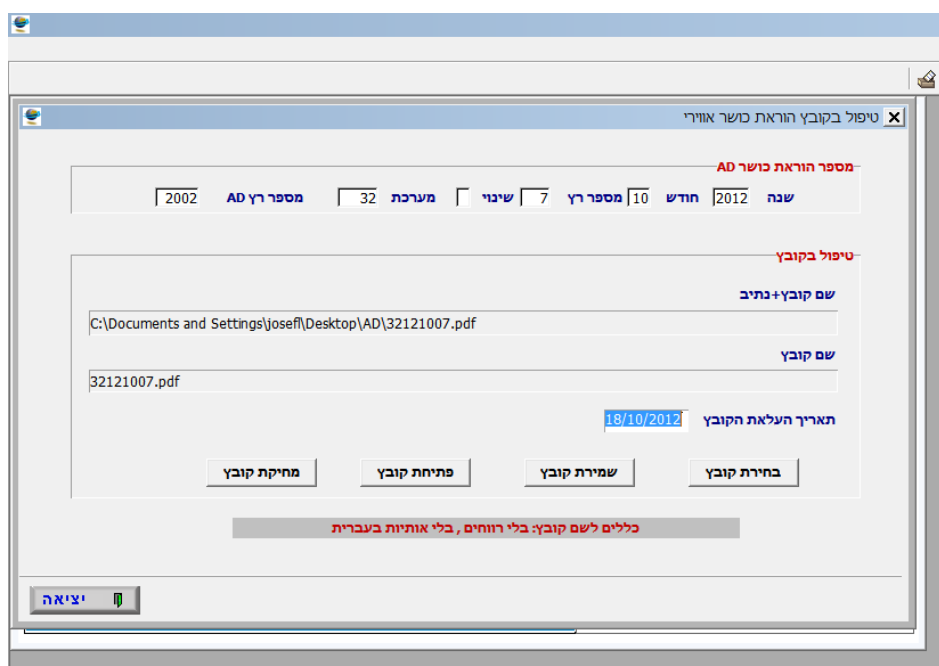 טיפול בקובץ הוראת כושר אווירי
מספר הוראת כושר AD
שנה 2012 חודש 10 מספר רץ 7 שינוי מערכת 32 מספר רץ AD 2002
טיפול בקובץ
שם קובץ+נתיב
C:\Documents and Settings\josefl\Desktop\AD\32121007.pdf
שם קובץ
32121007.pdf
תאריך העלאת הקובץ 18/10/2012
בחירת קובץ שמירת קובץ פתיחת קובץ מחיקת קובץ
כללים לשם קובץ: בלי רווחים , בלי אותיות בעברית
יציאה